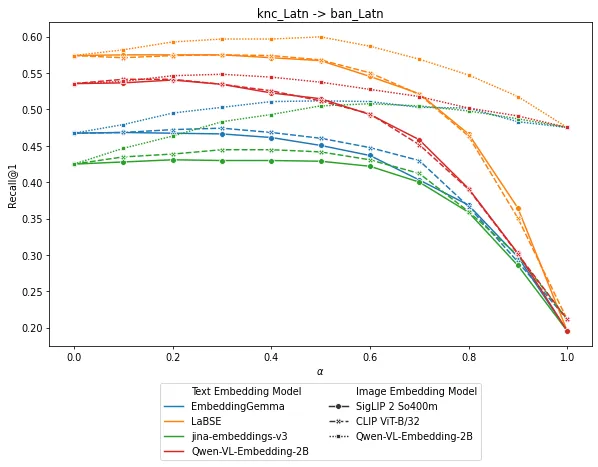 knc_Latn -> ban_Latn
0.60
0.55
0.50
0.45
0.40
0.35
0.30
0.25
0.20
Recall@1
0.0 0.2 0.4 0.6 0.8 1.0
α
Text Embedding Model Image Embedding Model
EmbeddingGemma SigLIP 2 So400m
LaBSE CLIP ViT-B/32
jina-embeddings-v3 Qwen-VL-Embedding-2B
Qwen-VL-Embedding-2B